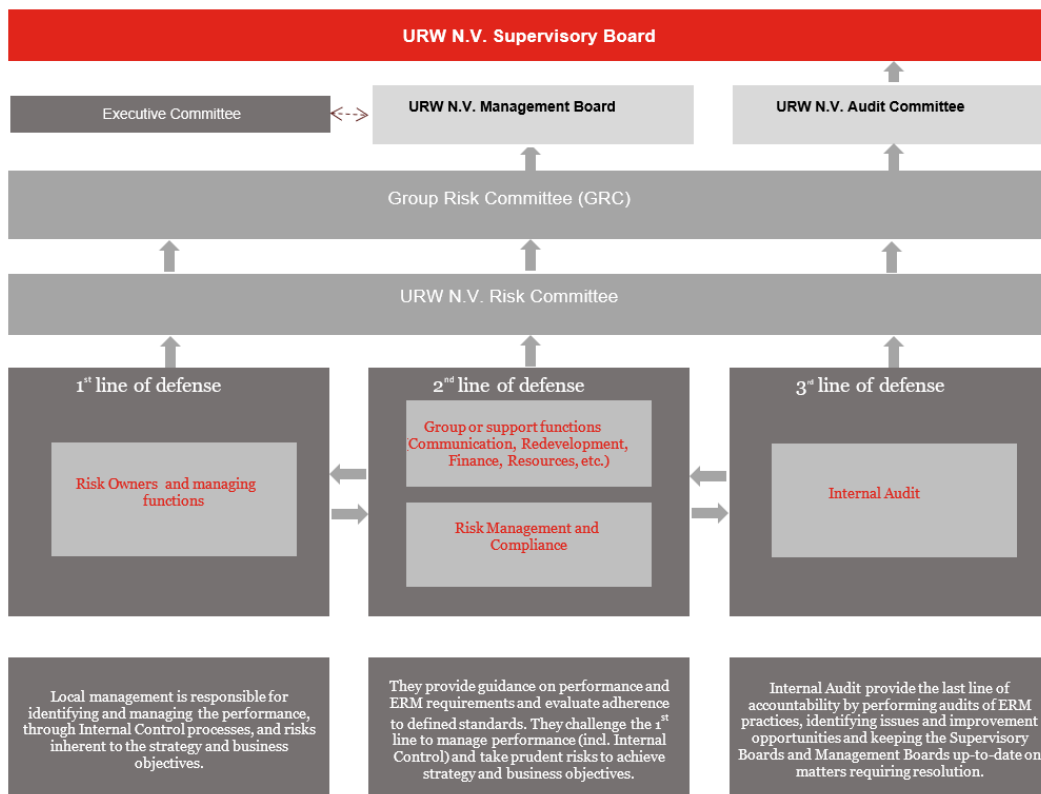 URW N.V. Supervisory Board
Executive Committee
URW N.V. Management Board
URW N.V. Audit Committee
Group Risk Committee (GRC)
URW N.V. Risk Committee
1st line of defense
Risk Owners and managing
functions
2nd line of defense
Group or support functions
(Communication, Redevelopment,
Finance, Resources, etc.)
Risk Management and
Compliance
3rd line of defense
Internal Audit
Local management is responsible for
identifying and managing the performance,
through Internal Control processes, and risks
inherent to the strategy and business
objectives.
They provide guidance on performance and
ERM requirements and evaluate adherence
to defined standards. They challenge the 1st
line to manage performance (incl. Internal
Control) and take prudent risks to achieve
strategy and business objectives.
Internal Audit provide the last line of
accountability by performing audits of ERM
practices, identifying issues and improvement
opportunities and keeping the Supervisory
Boards and Management Boards up-to-date on
matters requiring resolution.